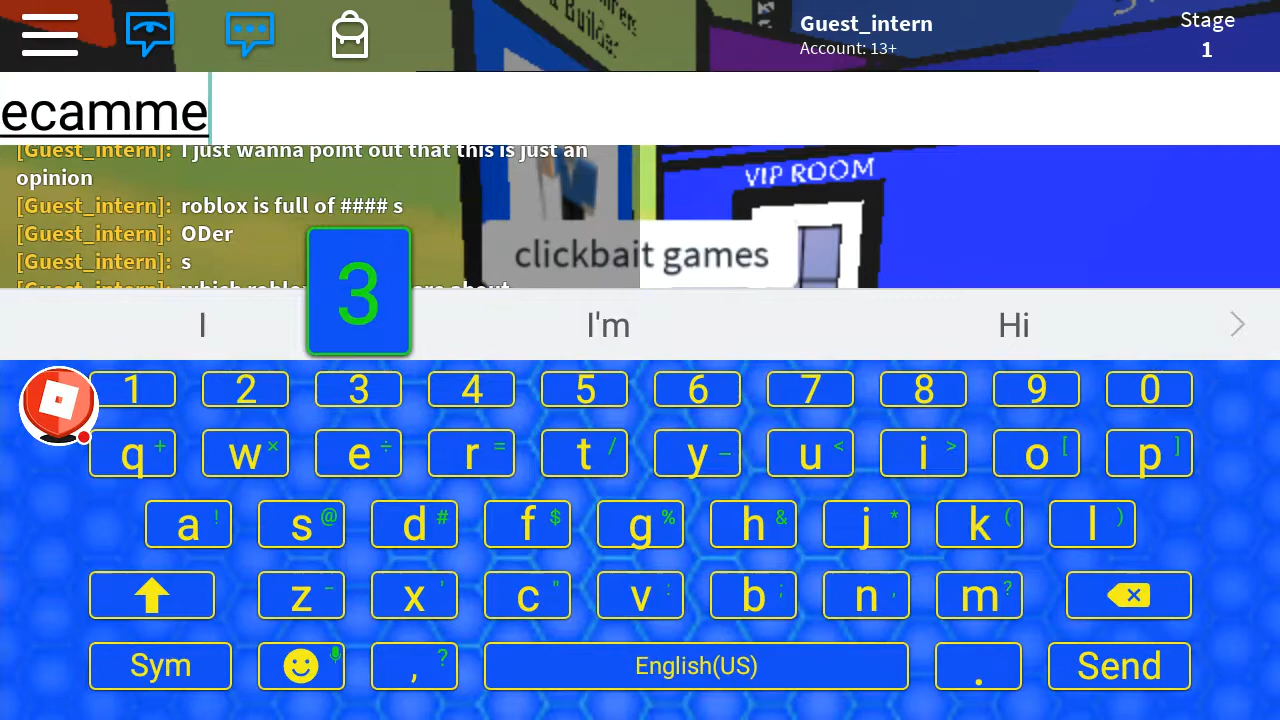 Guest_intern
Account: 13+
Stage
1
& Builder
ecamme
[Guest_intern]: I just wanna point out that this is just an
opinion
[Guest_intern]: roblox is full of #### s
[Guest_intern]: ODer
[Guest_intern]: s
[Guest_intern]:
VIP ROOM
clickbait games
3
I
I'm
Hi
1 2 3 4 5 6 7 8 9 0
q + w × e ÷ r = t / y _ u < i > o [ p ]
a ! s @ d # f $ g % h & j * k ( l )
z - x ' c " v : b ; n , m ?
Sym , ? English(US) . Send